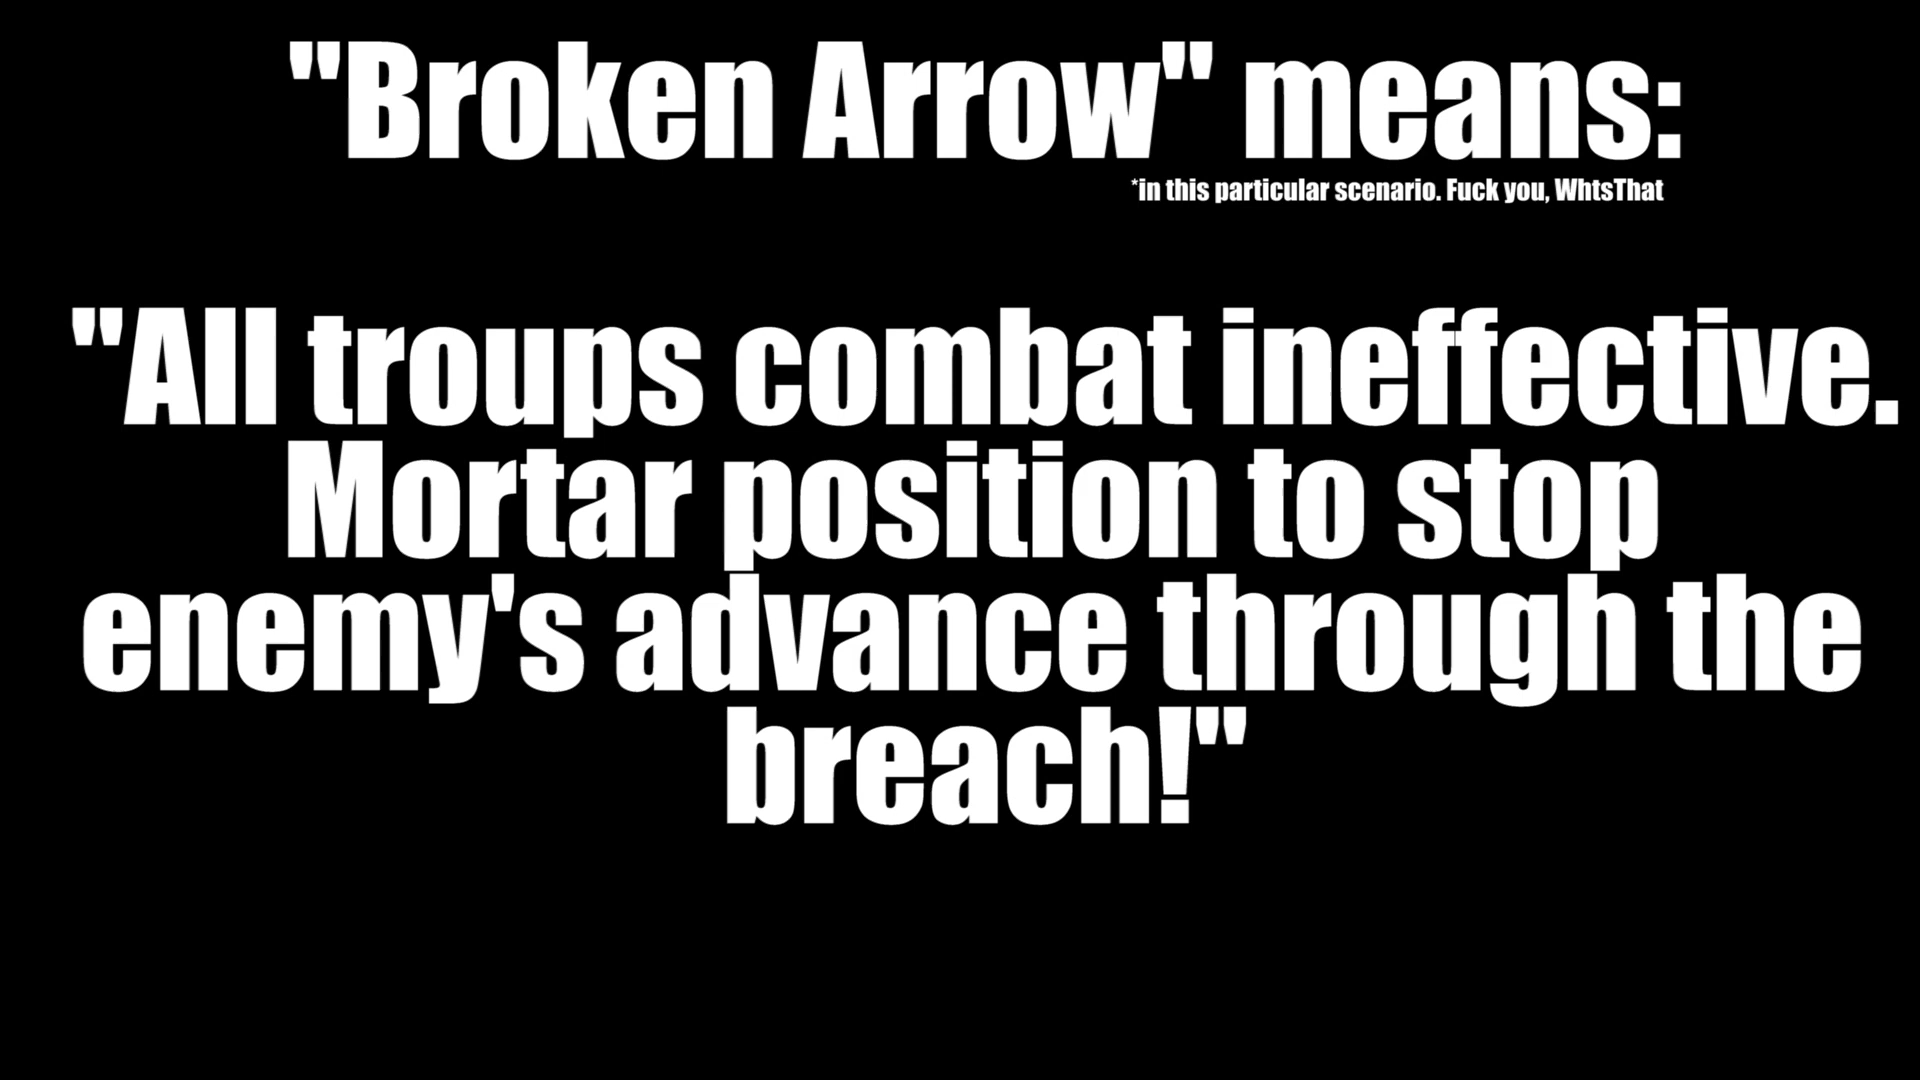 "Broken Arrow" means:
*in this particular scenario. Fuck you, WhtsThat
"All troups combat ineffective.
Mortar position to stop
enemy's advance through the
breach!"